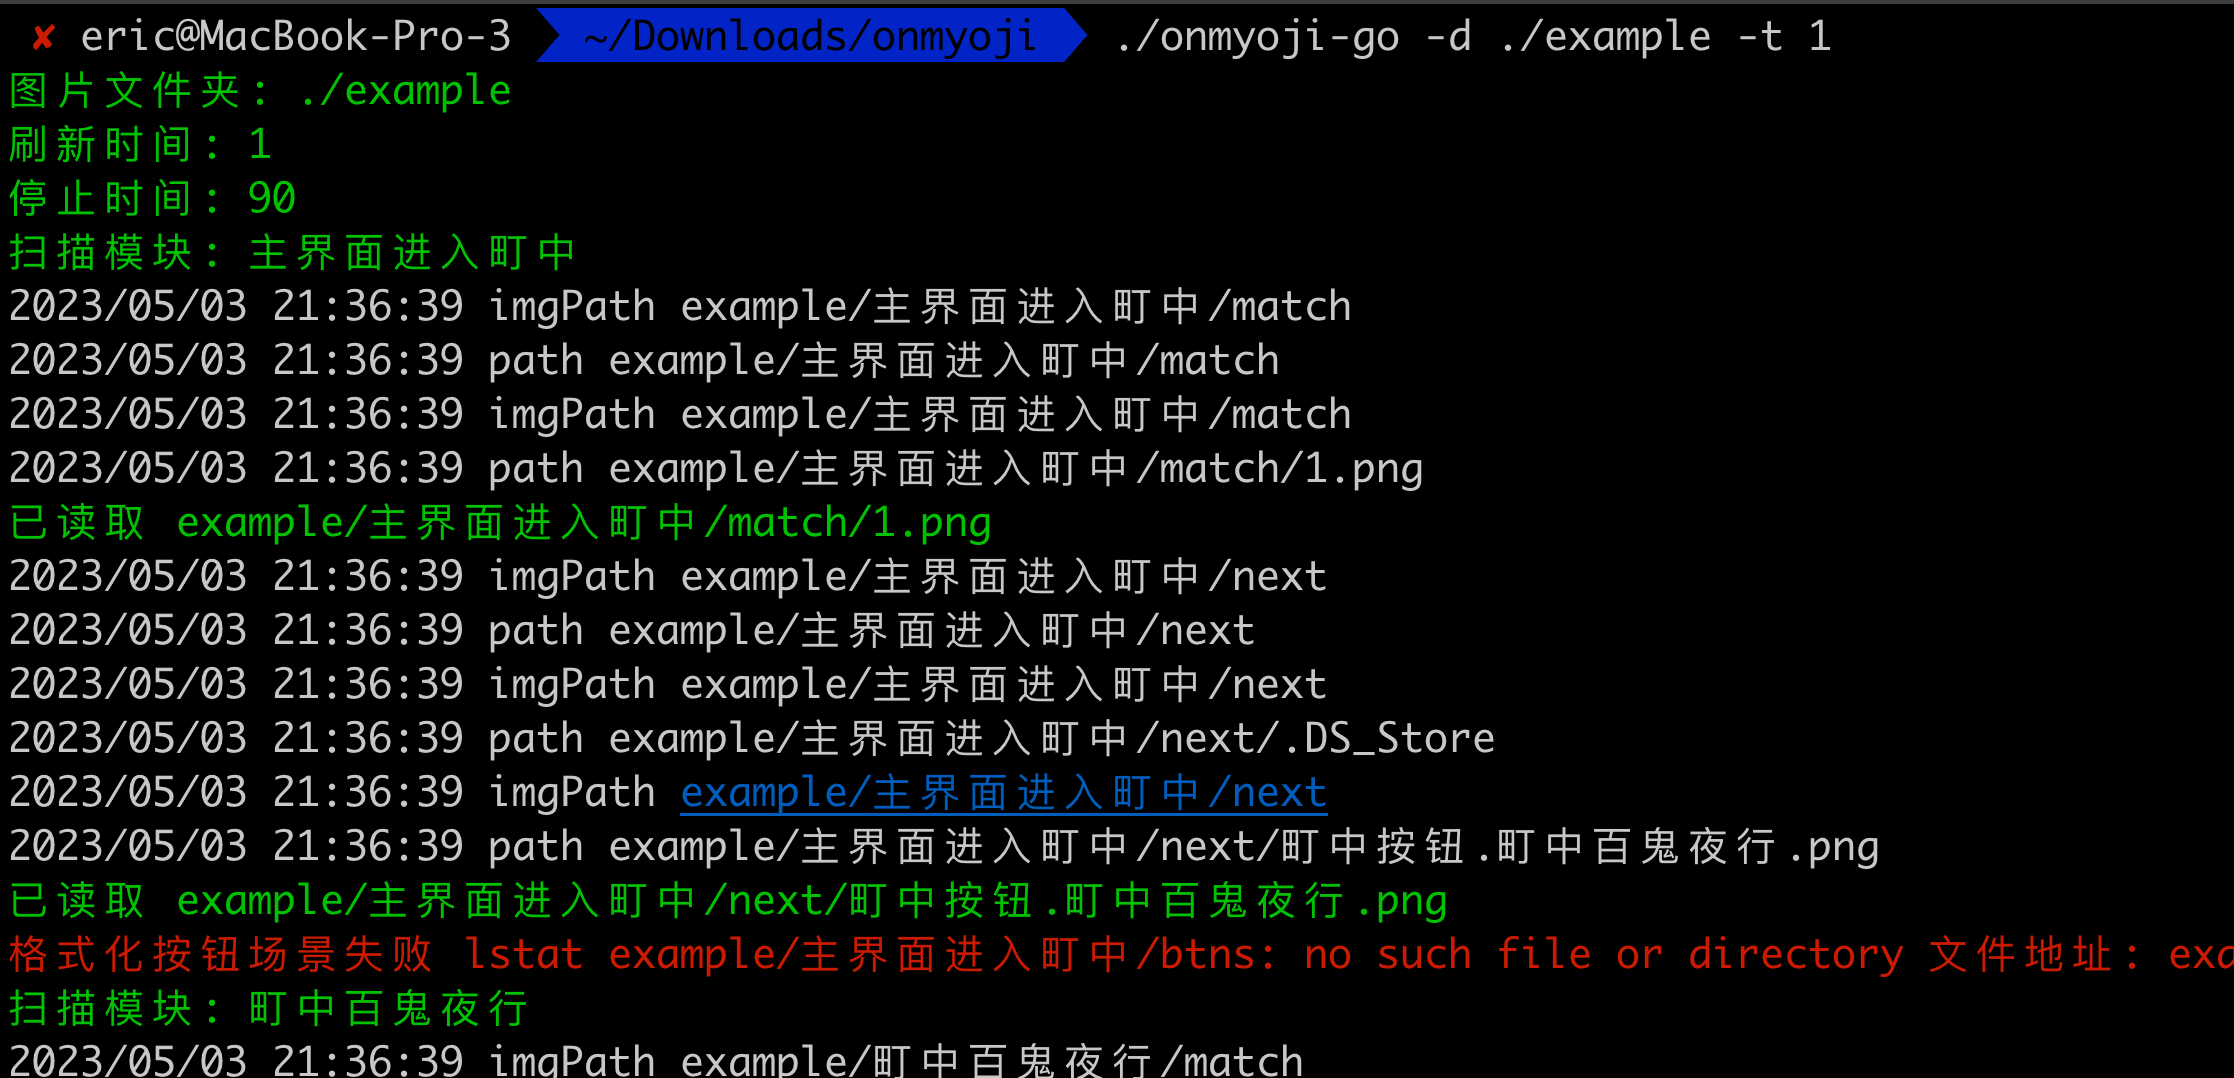 ✘ eric@MacBook-Pro-3 ~/Downloads/onmyoji ./onmyoji-go -d ./example -t 1
图片文件夹: ./example
刷新时间: 1
停止时间: 90
扫描模块: 主界面进入町中
2023/05/03 21:36:39 imgPath example/主界面进入町中/match
2023/05/03 21:36:39 path example/主界面进入町中/match
2023/05/03 21:36:39 imgPath example/主界面进入町中/match
2023/05/03 21:36:39 path example/主界面进入町中/match/1.png
已读取 example/主界面进入町中/match/1.png
2023/05/03 21:36:39 imgPath example/主界面进入町中/next
2023/05/03 21:36:39 path example/主界面进入町中/next
2023/05/03 21:36:39 imgPath example/主界面进入町中/next
2023/05/03 21:36:39 path example/主界面进入町中/next/.DS_Store
2023/05/03 21:36:39 imgPath example/主界面进入町中/next
2023/05/03 21:36:39 path example/主界面进入町中/next/町中按钮.町中百鬼夜行.png
已读取 example/主界面进入町中/next/町中按钮.町中百鬼夜行.png
格式化按钮场景失败 lstat example/主界面进入町中/btns: no such file or directory 文件地址: exa
扫描模块: 町中百鬼夜行
2023/05/03 21:36:39 imgPath example/町中百鬼夜行/match